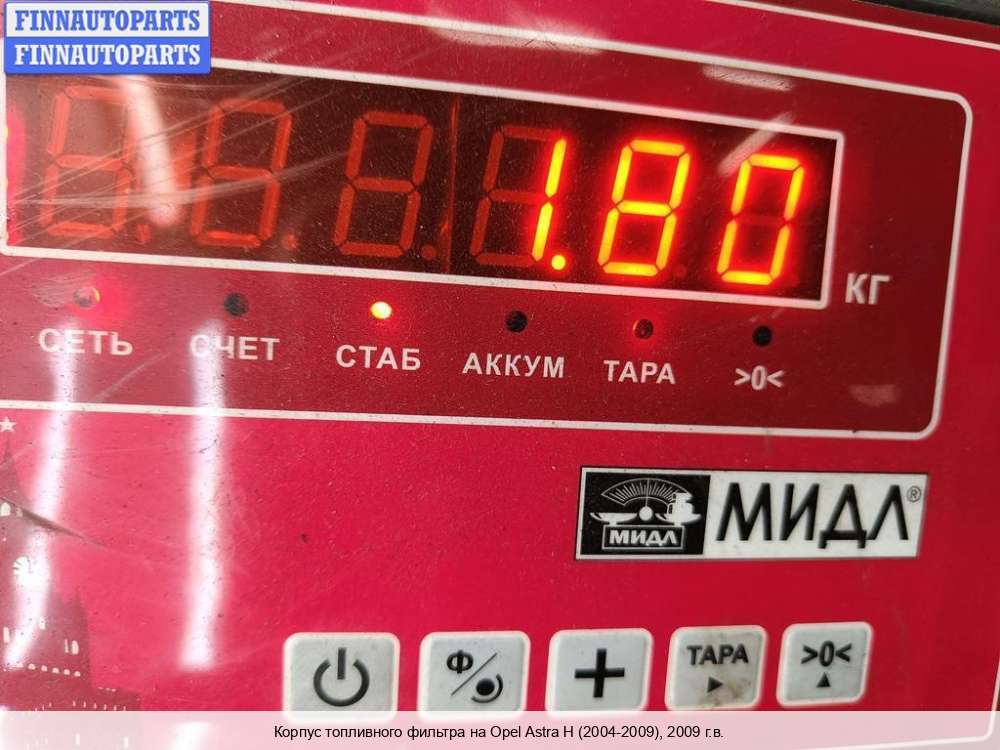 FINNAUTOPARTS
FINNAUTOPARTS
1.80
КГ
СЕТЬ СЧЕТ СТАБ АККУМ ТАРА >0<
МИДЛ МИДЛ®
Ф/ + ТАРА >0<
Корпус топливного фильтра на Opel Astra H (2004-2009), 2009 г.в.